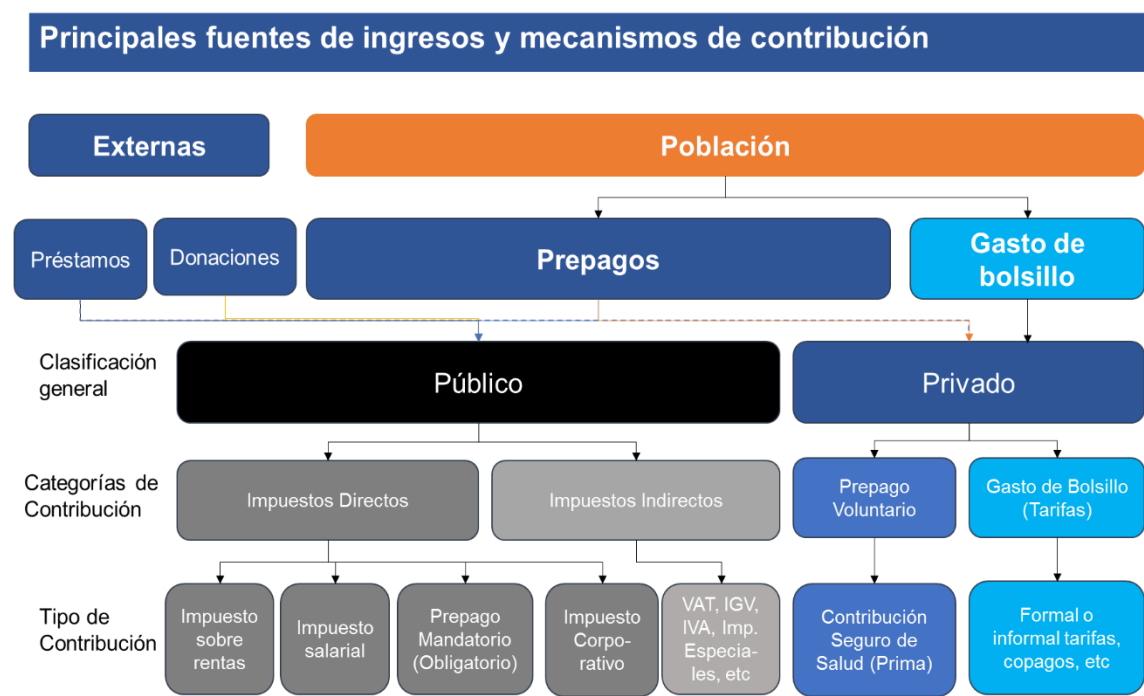 Principales fuentes de ingresos y mecanismos de contribución
Externas
Población
Préstamos
Donaciones
Prepagos
Gasto de
bolsillo
Clasificación
general
Público
Privado
Categorías de
Contribución
Impuestos Directos
Impuestos Indirectos
Prepago
Voluntario
Gasto de Bolsillo
(Tarifas)
Tipo de
Contribución
Impuesto
sobre
rentas
Impuesto
salarial
Prepago
Mandatorio
(Obligatorio)
Impuesto
Corpo-
rativo
VAT, IGV,
IVA, Imp.
Especia-
les, etc
Contribución
Seguro de
Salud (Prima)
Formal o
informal tarifas,
copagos, etc